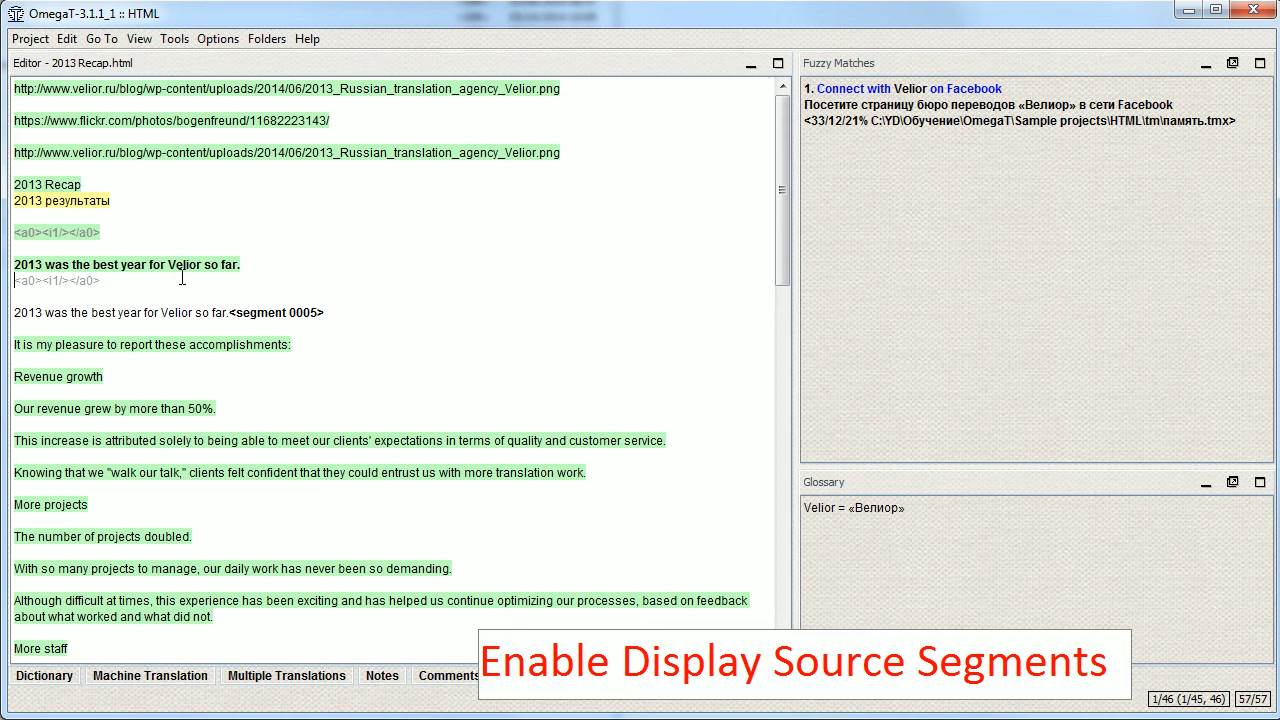 OmegaT-3.1.1_1 :: HTML
Project Edit Go To View Tools Options Folders Help
Editor - 2013 Recap.html
http://www.velior.ru/blog/wp-content/uploads/2014/06/2013_Russian_translation_agency_Velior.png
https://www.flickr.com/photos/bogenfreund/11682223143/
http://www.velior.ru/blog/wp-content/uploads/2014/06/2013_Russian_translation_agency_Velior.png
2013 Recap
2013 результаты
<a0><i1/></a0>
2013 was the best year for Velior so far.
<a0><i1/></a0>
2013 was the best year for Velior so far.<segment 0005>
It is my pleasure to report these accomplishments:
Revenue growth
Our revenue grew by more than 50%.
This increase is attributed solely to being able to meet our clients' expectations in terms of quality and customer service.
Knowing that we "walk our talk," clients felt confident that they could entrust us with more translation work.
More projects
The number of projects doubled.
With so many projects to manage, our daily work has never been so demanding.
Although difficult at times, this experience has been exciting and has helped us continue optimizing our processes, based on feedback
about what worked and what did not.
More staff
Fuzzy Matches
1. Connect with Velior on Facebook
Посетите страницу бюро переводов «Велиор» в сети Facebook
<33/12/21% C:\YD\Обучение\OmegaT\Sample projects\HTML\tm\память.tmx>
Glossary
Velior = «Велиор»
Enable Display Source Segments
Dictionary Machine Translation Multiple Translations Notes Comments
1/46 (1/45, 46) 57/57